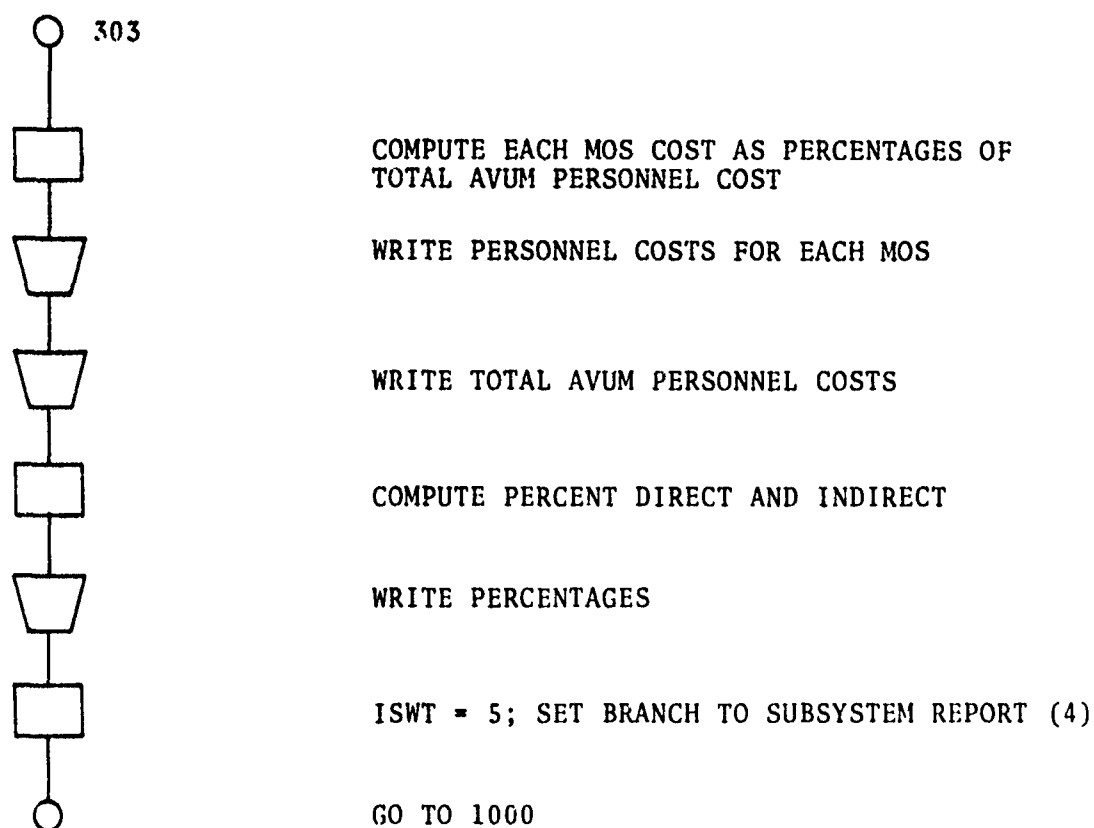 303
COMPUTE EACH MOS COST AS PERCENTAGES OF
TOTAL AVUM PERSONNEL COST
WRITE PERSONNEL COSTS FOR EACH MOS
WRITE TOTAL AVUM PERSONNEL COSTS
COMPUTE PERCENT DIRECT AND INDIRECT
WRITE PERCENTAGES
ISWT = 5; SET BRANCH TO SUBSYSTEM REPORT (4)
GO TO 1000